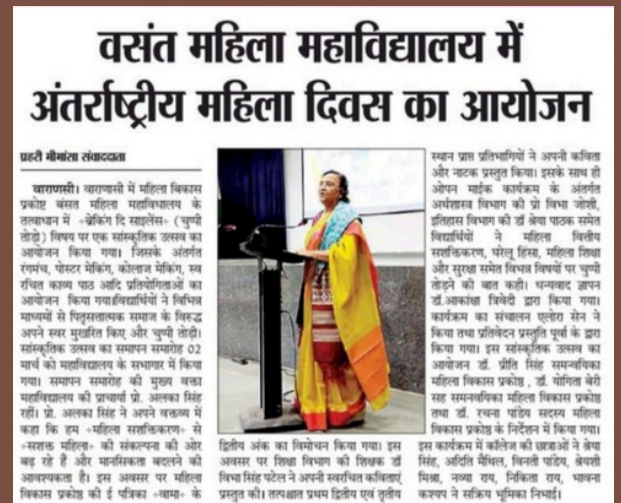 वसंत महिला महाविद्यालय में
अंतर्राष्ट्रीय महिला दिवस का आयोजन
प्रहरी मीमांसा संवाददाता
वाराणसी। वाराणसी में महिला बिकास
प्रकोष्ट बंसत महिला महाविघालय के
तत्वाधान में ÷ब्रेकिंग दि साइलेंस÷ (चुप्पी
तोड़ो) विषय पर एक सांस्कृतिक उत्सव का
आयोजन किया गया। जिसके अंतर्गत
रंगमंच, पोस्टर मेकिंग, कोलाज मेकिंग, स्व
रचित काव्य पाठ आदि प्रतियोगिताओं का
आयोजन किया गया।विद्यार्थियों ने विभिन्न
माध्यमों से पितृसत्तात्मक समाज के विरुद्ध
अपने स्वर मुखरित किए और चुप्पी तोड़ी।
सांस्कृतिक उत्सव का समापन समारोह 02
मार्च को महाविद्यालय के सभागार में किया
गया। समापन समारोह की मुख्य वक्ता
महाविद्यालय की प्राचार्या प्रो. अलका सिंह
रहीं। प्रो. अलका सिंह ने अपने वक्तव्य में
कहा कि हम ÷महिला सशक्तिकरण÷ से
÷सशक्त महिला÷ की संकल्पना की ओर
बढ़ रहे हैं और मानसिकता बदलने की
आवश्यकता है। इस अवसर पर महिला
विकास प्रकोष्ठ की ई पत्रिका ÷वामा÷ के
द्वितीय अंक का विमोचन किया गया। इस
अवसर पर शिक्षा विभाग की शिक्षक डॉ
विभा सिंह पटेल ने अपनी स्वरचित कविताएं
प्रस्तुत की। तत्पश्चात प्रथम द्वितीय एवं तृतीय
स्थान प्राप्त प्रतिभागियों ने अपनी कविता
और नाटक प्रस्तुत किया। इसके साथ ही
ओपन माईक कार्यक्रम के अंतर्गत
अर्थशास्त्र विभाग की प्रो विभा जोशी,
इतिहास विभाग की डॉ श्रेया पाठक समेत
विद्यार्थियों ने महिला वित्तीय
सशक्तिकरण, घरेलू हिंसा, महिला शिक्षा
और सुरक्षा समेत विभन्न विषयों पर चुप्पी
तोड़ने की बात कही। धन्यवाद ज्ञापन
डॉ.आकांक्षा त्रिवेदी द्वारा किया गया।
कार्यक्रम का संचालन एलोरा सेन ने
किया तथा प्रतिवेदन प्रस्तुति पूर्वा के द्वारा
किया गया। इस सांस्कृतिक उत्सव का
आयोजन डॉ. प्रीति सिंह समन्वयिका
महिला विकास प्रकोष्ठ , डॉ. योगिता बेरी
सह समनवयिका महिला विकास प्रकोष्ठ
तथा डॉ. रचना पांडेय सदस्य महिला
विकास प्रकोष्ठ के निर्देशन में किया गया।
इस कार्यक्रम में कॉलेज की छात्राओं ने श्रेया
सिंह, अदिति मैथिल, विनती पांडेय, श्रेयशी
मिश्रा, नव्या राय, निकिता राय, भावना
कश्यप ने सक्रिय भूमिका निभाई।